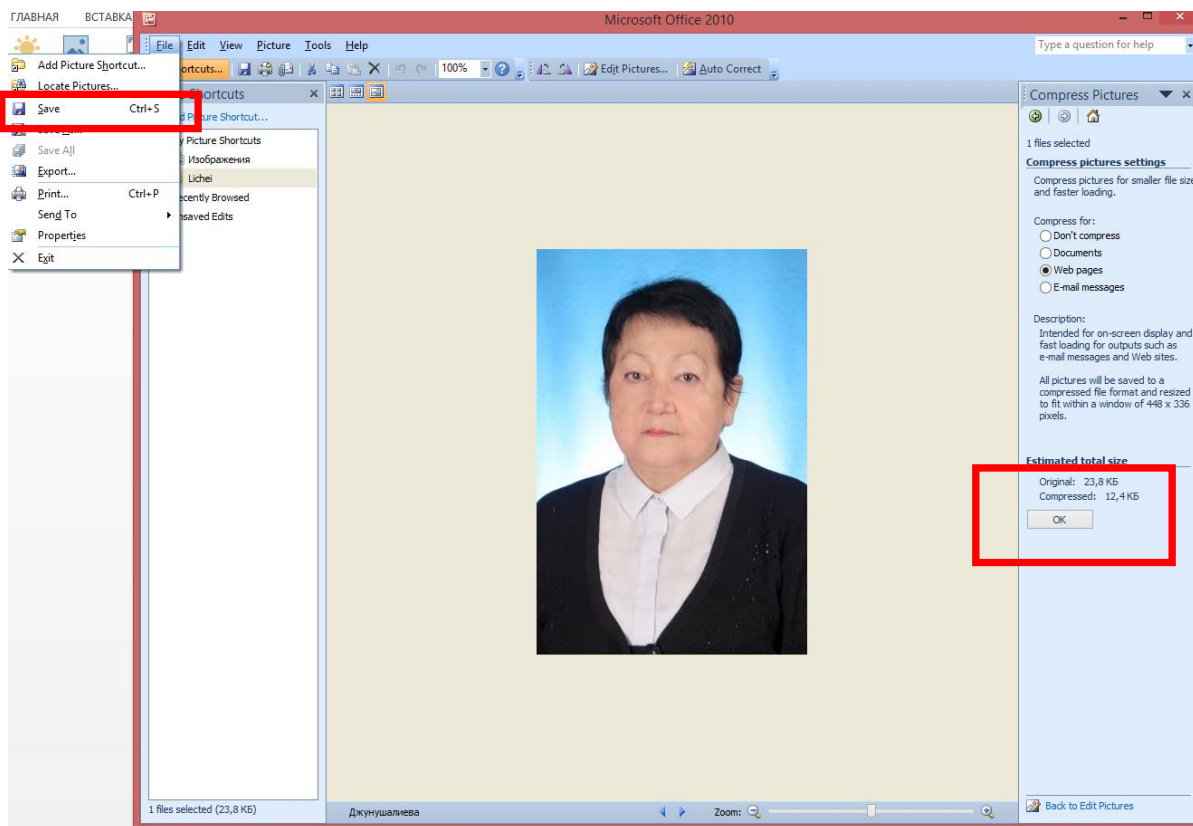 ГЛАВНАЯ ВСТАВКА
Microsoft Office 2010
File Edit View Picture Tools Help
Type a question for help
100% Edit Pictures... Auto Correct
Add Picture Shortcut...
Locate Pictures...
Save Ctrl+S
Save All
Export...
Print... Ctrl+P
Send To
Properties
Exit
Shortcuts
Picture Shortcut...
Picture Shortcuts
Изображения
Lichei
1 files selected (23,8 КБ)
Джунушалиева
Zoom:
Compress Pictures
1 files selected
Compress pictures settings
Compress pictures for smaller file size
and faster loading.
Compress for:
Don't compress
Documents
Web pages
E-mail messages
Description:
Intended for on-screen display and
fast loading for outputs such as
e-mail messages and Web sites.
All pictures will be saved to a
compressed file format and resized
to fit within a window of 448 x 336
pixels.
Estimated total size
Original: 23,8 КБ
Compressed: 12,4 КБ
OK
Back to Edit Pictures